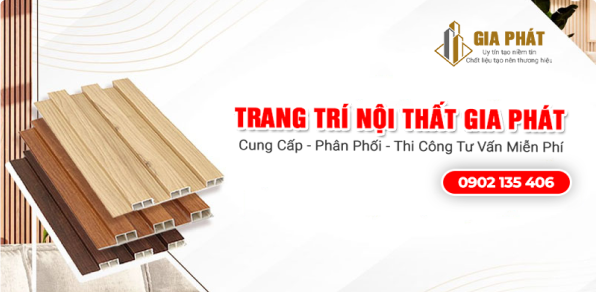 GIA PHÁT
Uy tín tạo niềm tin
Chất liệu tạo nên thương hiệu
TRANG TRÍ NỘI THẤT GIA PHÁT
Cung Cấp - Phân Phối - Thi Công Tư Vấn Miễn Phí
0902 135 406